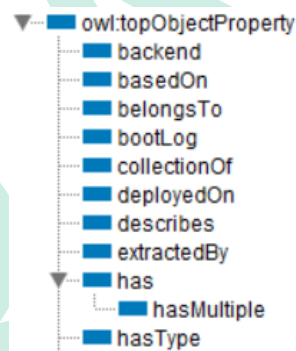 owl:topObjectProperty
backend
basedOn
belongsTo
bootLog
collectionOf
deployedOn
describes
extractedBy
has
hasMultiple
hasType